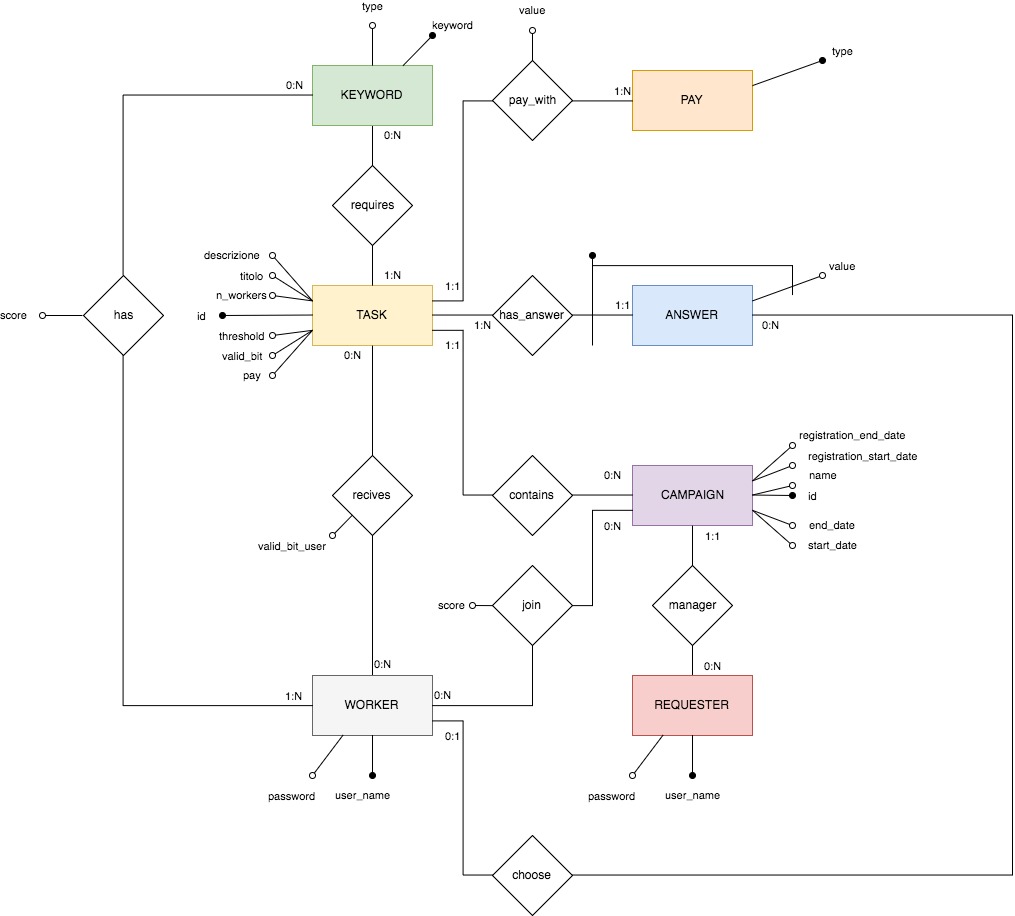 type
value
keyword
type
0:N
KEYWORD
1:N
pay_with
PAY
0:N
requires
descrizione
1:N
value
titolo
1:1
n_workers
score
has
id
TASK
has_answer
1:1
ANSWER
1:N
0:N
threshold
1:1
valid_bit
0:N
pay
registration_end_date
registration_start_date
0:N
name
recives
contains
CAMPAIGN
id
0:N
end_date
1:1
valid_bit_user
start_date
score
join
manager
0:N
0:N
1:N
0:N
WORKER
REQUESTER
0:1
password
user_name
password
user_name
choose